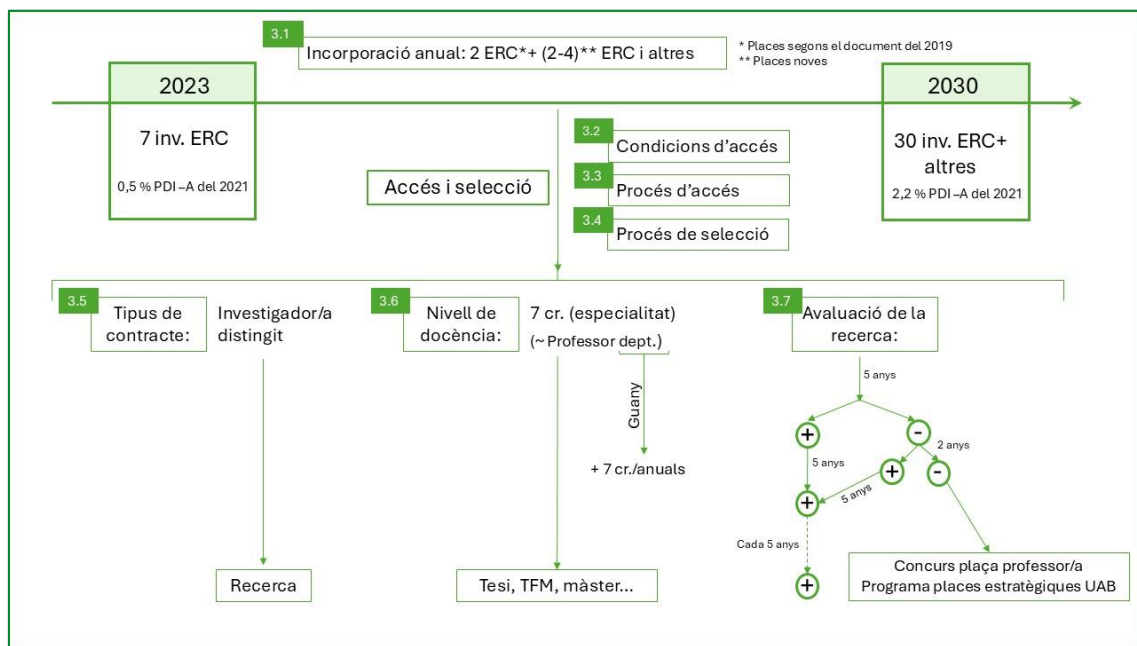 3.1
Incorporació anual: 2 ERC*+ (2-4)** ERC i altres
* Places segons el document del 2019
** Places noves
2023
7 inv. ERC
0,5 % PDI –A del 2021
2030
30 inv. ERC+
altres
2,2 % PDI –A del 2021
Accés i selecció
3.2
Condicions d’accés
3.3
Procés d’accés
3.4
Procés de selecció
3.5
Tipus de
contracte:
Investigador/a
distingit
Recerca
3.6
Nivell de
docència:
7 cr. (especialitat)
(~ Professor dept.)
Guany
+ 7 cr./anuals
Tesi, TFM, màster...
3.7
Avaluació de la
recerca:
5 anys
+
-
5 anys
2 anys
+
-
5 anys
+
Cada 5 anys
+
Concurs plaça professor/a
Programa places estratègiques UAB